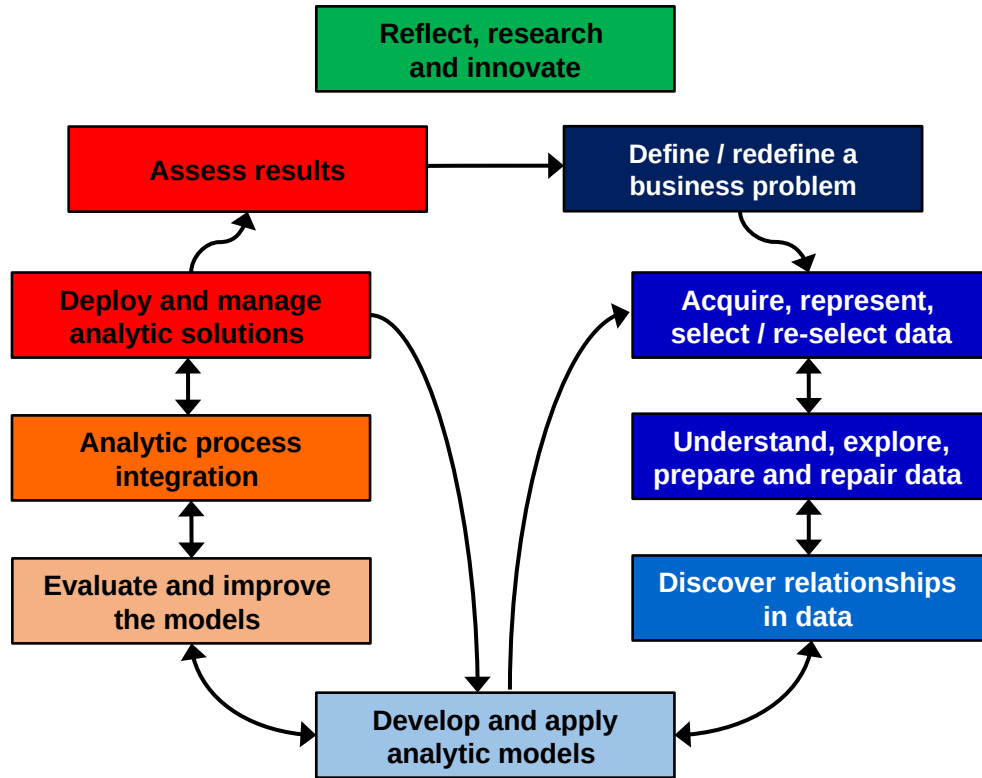 Reflect, research
and innovate
Assess results
Define / redefine a
business problem
Deploy and manage
analytic solutions
Acquire, represent,
select / re-select data
Analytic process
integration
Understand, explore,
prepare and repair data
Evaluate and improve
the models
Discover relationships
in data
Develop and apply
analytic models